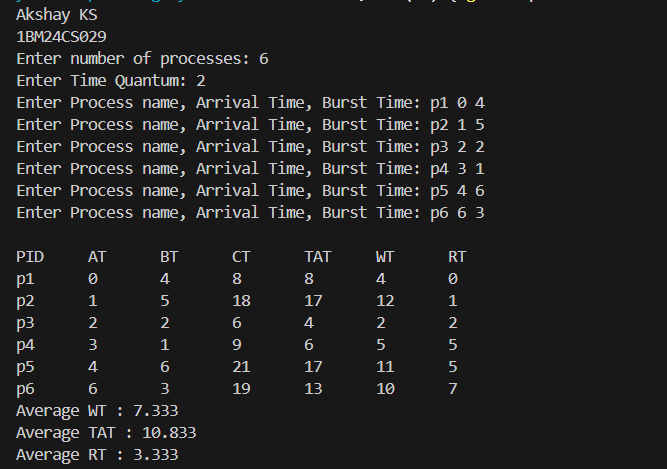 Akshay KS
1BM24CS029
Enter number of processes: 6
Enter Time Quantum: 2
Enter Process name, Arrival Time, Burst Time: p1 0 4
Enter Process name, Arrival Time, Burst Time: p2 1 5
Enter Process name, Arrival Time, Burst Time: p3 2 2
Enter Process name, Arrival Time, Burst Time: p4 3 1
Enter Process name, Arrival Time, Burst Time: p5 4 6
Enter Process name, Arrival Time, Burst Time: p6 6 3
PID AT BT CT TAT WT RT
p1 0 4 8 8 4 0
p2 1 5 18 17 12 1
p3 2 2 6 4 2 2
p4 3 1 9 6 5 5
p5 4 6 21 17 11 5
p6 6 3 19 13 10 7
Average WT : 7.333
Average TAT : 10.833
Average RT : 3.333